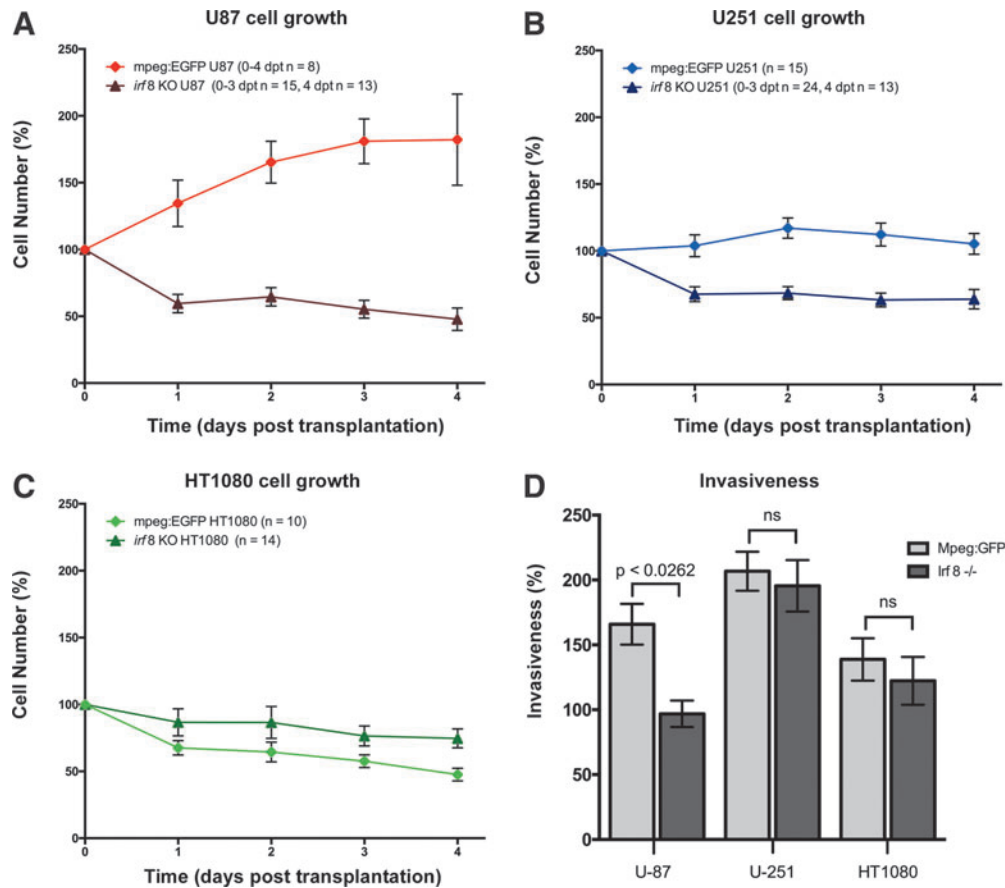 A
U87 cell growth
250
200
150
100
50
0
Cell Number (%)
mpeg:EGFP U87 (0-4 dpt n = 8)
irf8 KO U87 (0-3 dpt n = 15, 4 dpt n = 13)
0 1 2 3 4
Time (days post transplantation)
B
U251 cell growth
250
200
150
100
50
0
Cell Number (%)
mpeg:EGFP U251 (n = 15)
irf8 KO U251 (0-3 dpt n = 24, 4 dpt n = 13)
0 1 2 3 4
Time (days post transplantation)
C
HT1080 cell growth
250
200
150
100
50
0
Cell Number (%)
mpeg:EGFP HT1080 (n = 10)
irf8 KO HT1080 (n = 14)
0 1 2 3 4
Time (days post transplantation)
D
Invasiveness
250
200
150
100
50
0
Invasiveness (%)
p < 0.0262
ns
ns
Mpeg:GFP
Irf 8 -/-
U-87 U-251 HT1080